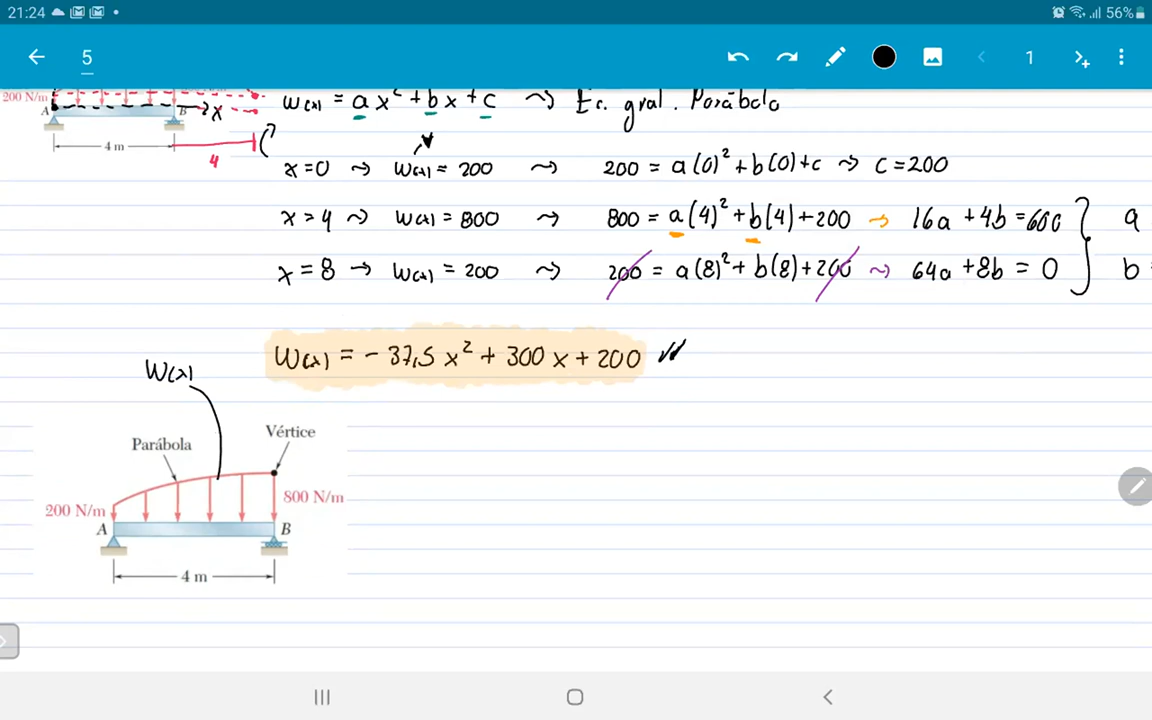 21:24 56%
5 1
200 N/m
A B x
4 m 4
W(x) = ax² + bx + c ⤳ Ec. gral. Parábola
x=0 ⤳ W(x) = 200 ⤳ 200 = a(0)² + b(0) + c ⤳ c = 200
x=4 ⤳ W(x) = 800 → 800 = a(4)² + b(4) + 200 → 16a + 4b = 600 } a
x=8 → W(x) = 200 ⤳ 200 = a(8)² + b(8) + 200 ⤳ 64a + 8b = 0 b =
W(x) = -37,5 x² + 300 x + 200
W(x)
Parábola Vértice
200 N/m 800 N/m
A B
4 m